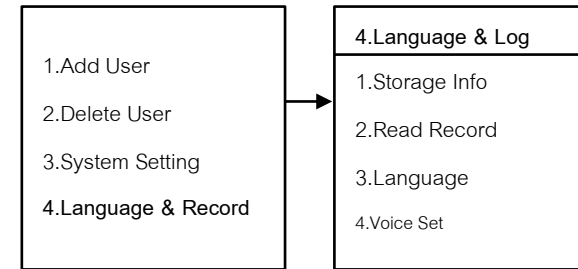 1.Add User
2.Delete User
3.System Setting
4.Language & Record
4.Language & Log
1.Storage Info
2.Read Record
3.Language
4.Voice Set